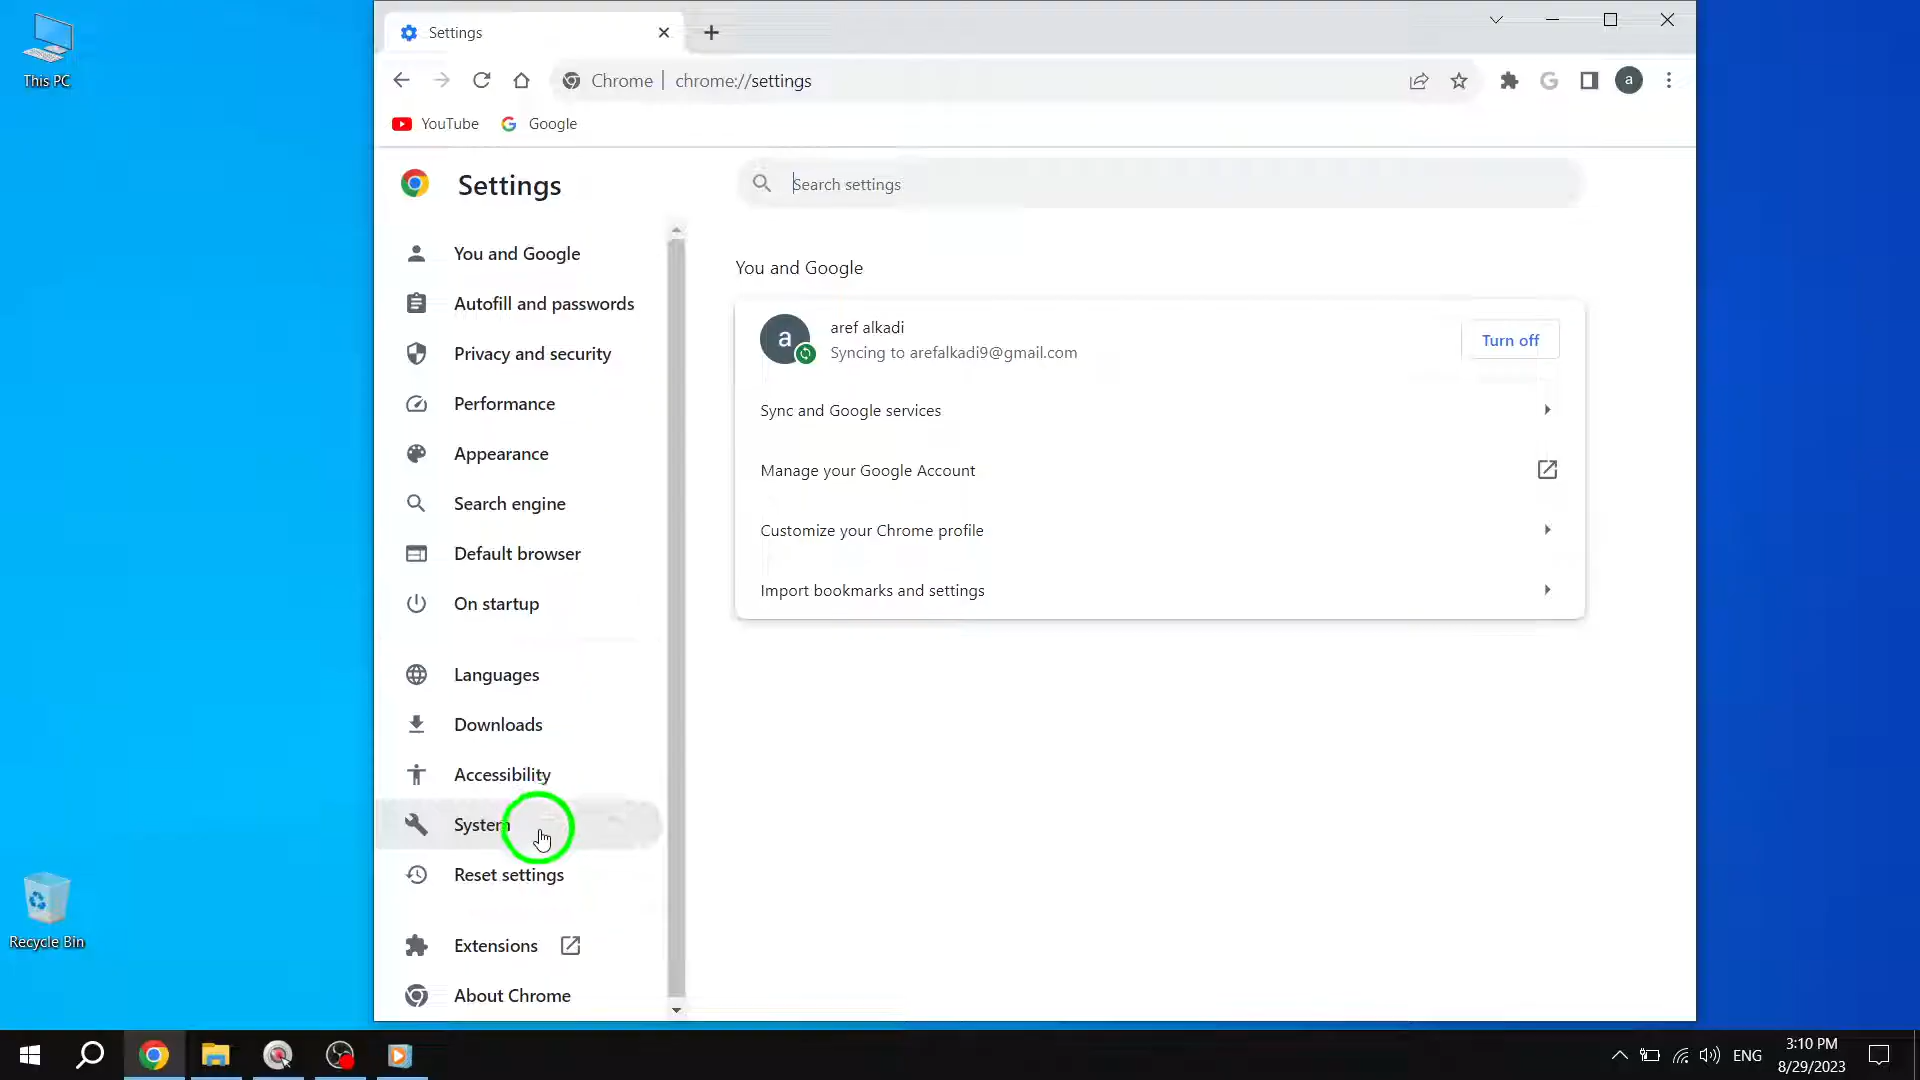 This PC
Settings
Chrome | chrome://settings
a
YouTube
Google
Settings
Search settings
You and Google
Autofill and passwords
Privacy and security
Performance
Appearance
Search engine
Default browser
On startup
Languages
Downloads
Accessibility
System
Reset settings
Extensions
About Chrome
You and Google
a
aref alkadi
Syncing to arefalkadi9@gmail.com
Turn off
Sync and Google services
Manage your Google Account
Customize your Chrome profile
Import bookmarks and settings
Recycle Bin
ENG
3:10 PM
8/29/2023